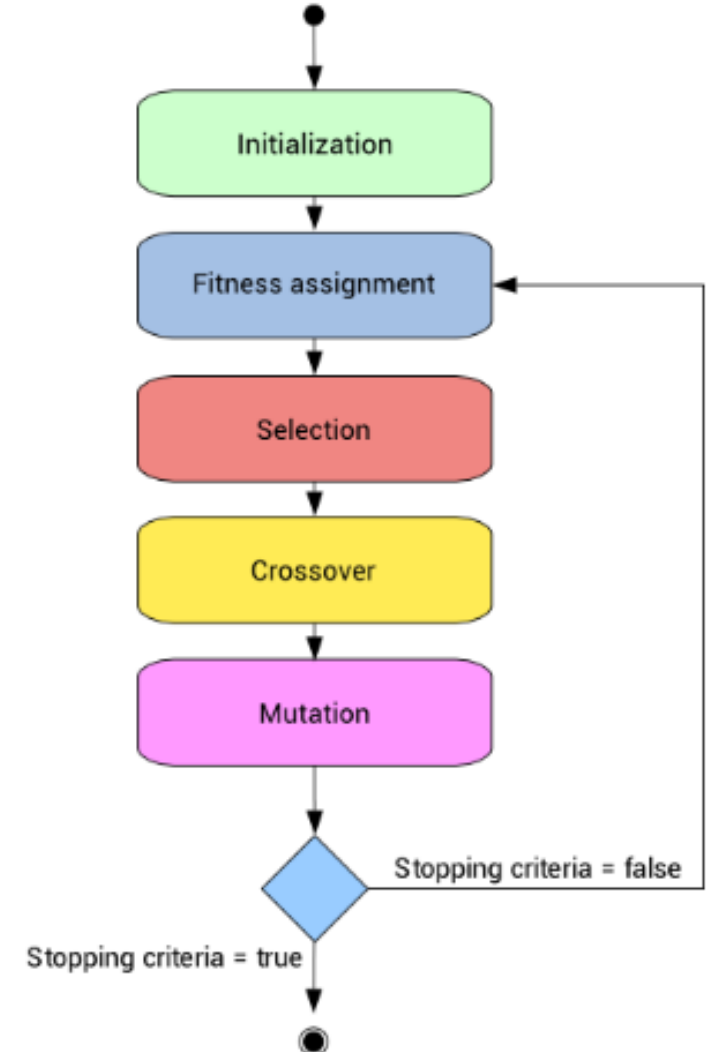 Initialization
Fitness assignment
Selection
Crossover
Mutation
Stopping criteria = false
Stopping criteria = true